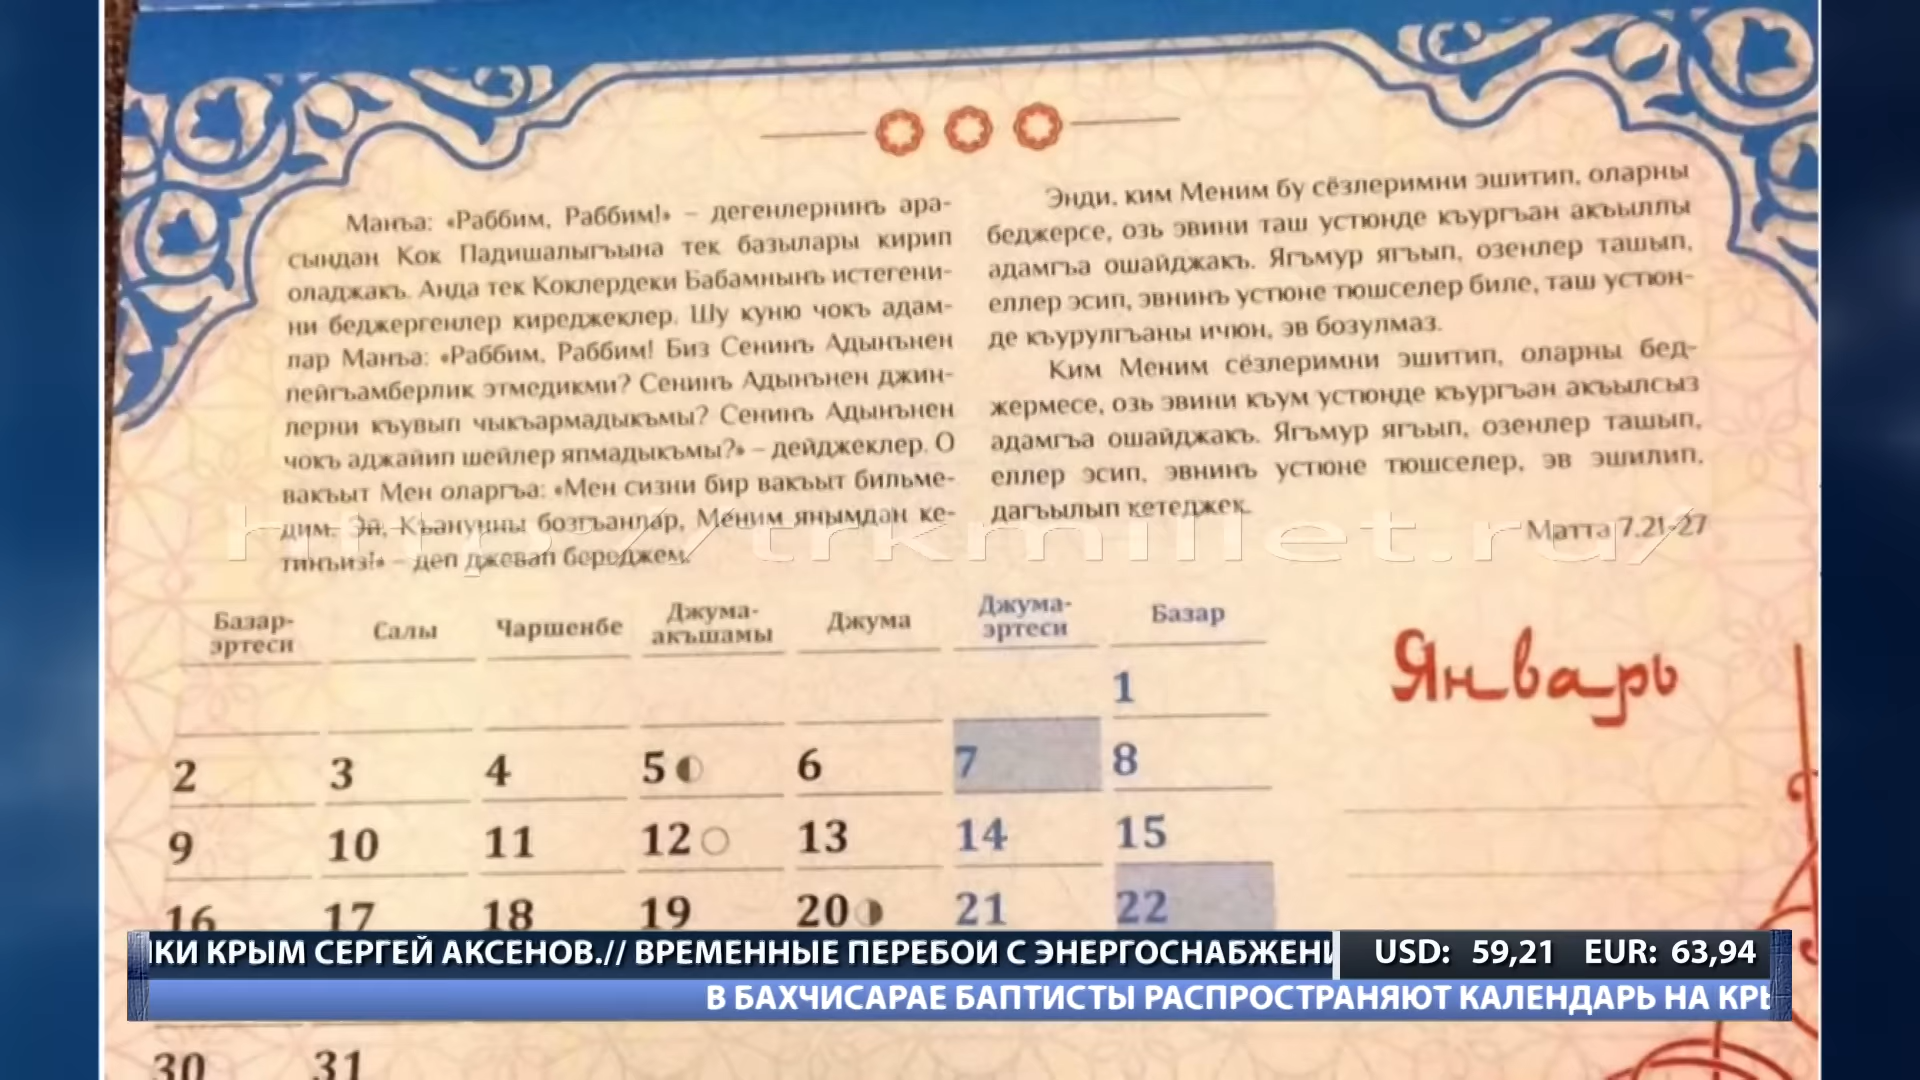 Манъа: «Раббим, Раббим!» – дегенлернинъ ара-
сындан Кок Падишалыгъына тек базылары кирип
оладжакъ. Анда тек Коклердеки Бабамнынъ истегени-
ни беджергенлер киреджеклер. Шу куню чокъ адам-
лар Манъа: «Раббим, Раббим! Биз Сенинъ Адынънен
пейгъамберлик этмедикми? Сенинъ Адынънен джин-
лерни къувып чыкъармадыкъмы? Сенинъ Адынънен
чокъ аджайип шейлер япмадыкъмы?» – дейджеклер. О
вакъыт Мен оларгъа: «Мен сизни бир вакъыт бильме-
дим. Эй, Къанунны бозгъанлар, Меним янымдан ке-
тинъиз!» – деп джевап береджем.
Энди, ким Меним бу сёзлеримни эшитип, оларны
беджерсе, озь эвини таш устюнде къургъан акъыллы
адамгъа ошайджакъ. Ягъмур ягъып, озенлер ташып,
еллер эсип, эвнинъ устюне тюшселер биле, таш устюн-
де къурулгъаны ичюн, эв бозулмаз.
Ким Меним сёзлеримни эшитип, оларны бед-
жермесе, озь эвини къум устюнде къургъан акъылсыз
адамгъа ошайджакъ. Ягъмур ягъып, озенлер ташып,
еллер эсип, эвнинъ устюне тюшселер, эв эшилип,
дагъылып кетеджек.
Матта 7.21-27
http://trkmillet.ru/
Базар-
эртеси
Салы
Чаршенбе
Джума-
акъшамы
Джума
Джума-
эртеси
Базар
Январь
1
2 3 4 5 6 7 8
9 10 11 12 13 14 15
16 17 18 19 20 21 22
ИКИ КРЫМ СЕРГЕЙ АКСЕНОВ.// ВРЕМЕННЫЕ ПЕРЕБОИ С ЭНЕРГОСНАБЖЕНИ
USD: 59,21 EUR: 63,94
В БАХЧИСАРАЕ БАПТИСТЫ РАСПРОСТРАНЯЮТ КАЛЕНДАРЬ НА КРЫ
30 31